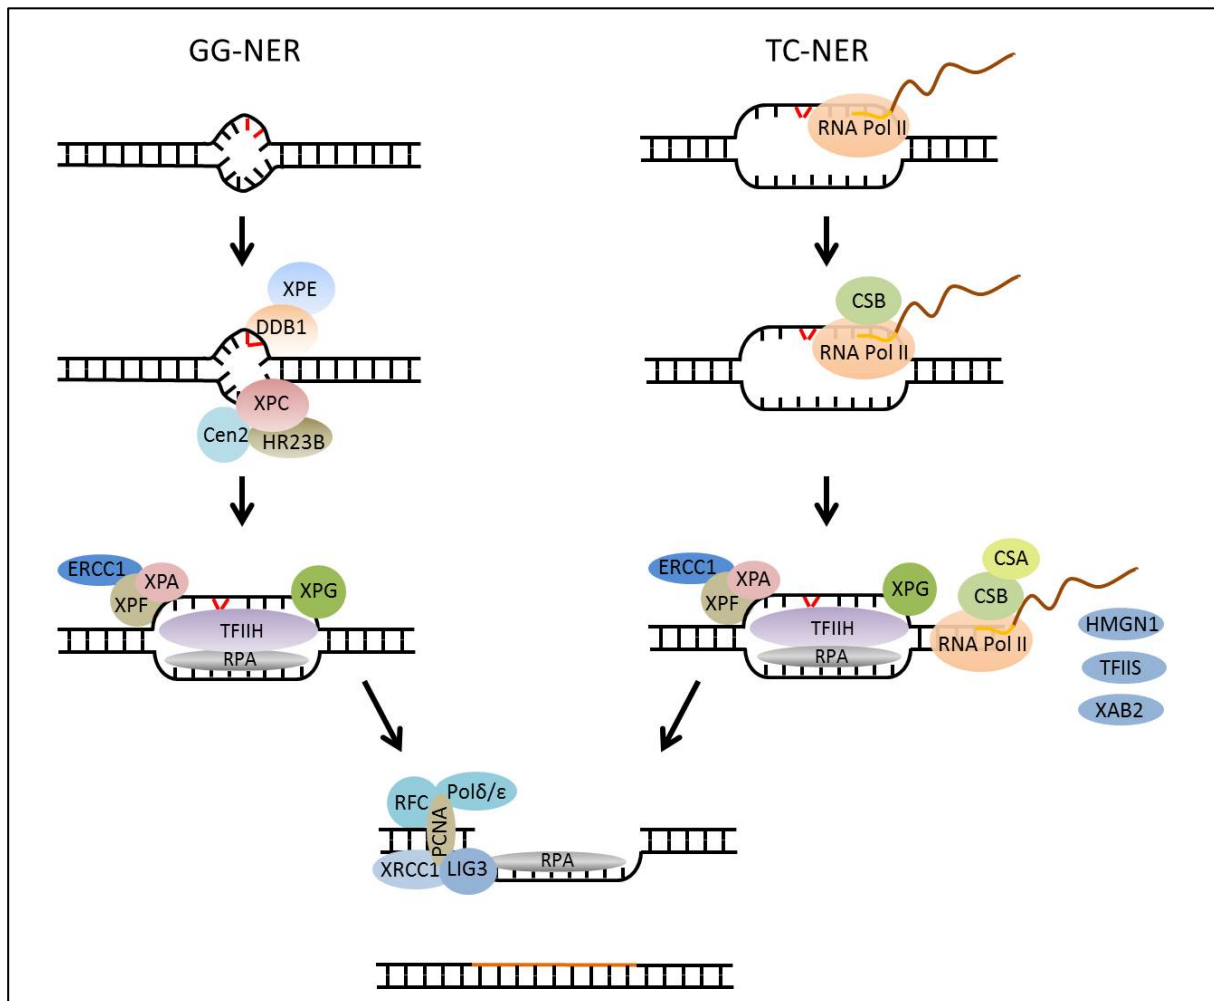 GG-NER
TC-NER
RNA Pol II
XPE
DDB1
XPC
Cen2
HR23B
CSB
RNA Pol II
ERCC1
XPA
XPF
XPG
TFIIH
RPA
ERCC1
XPA
XPF
XPG
TFIIH
RPA
CSA
CSB
RNA Pol II
HMGN1
TFIIS
XAB2
RFC
Polδ/ε
PCNA
XRCC1
LIG3
RPA